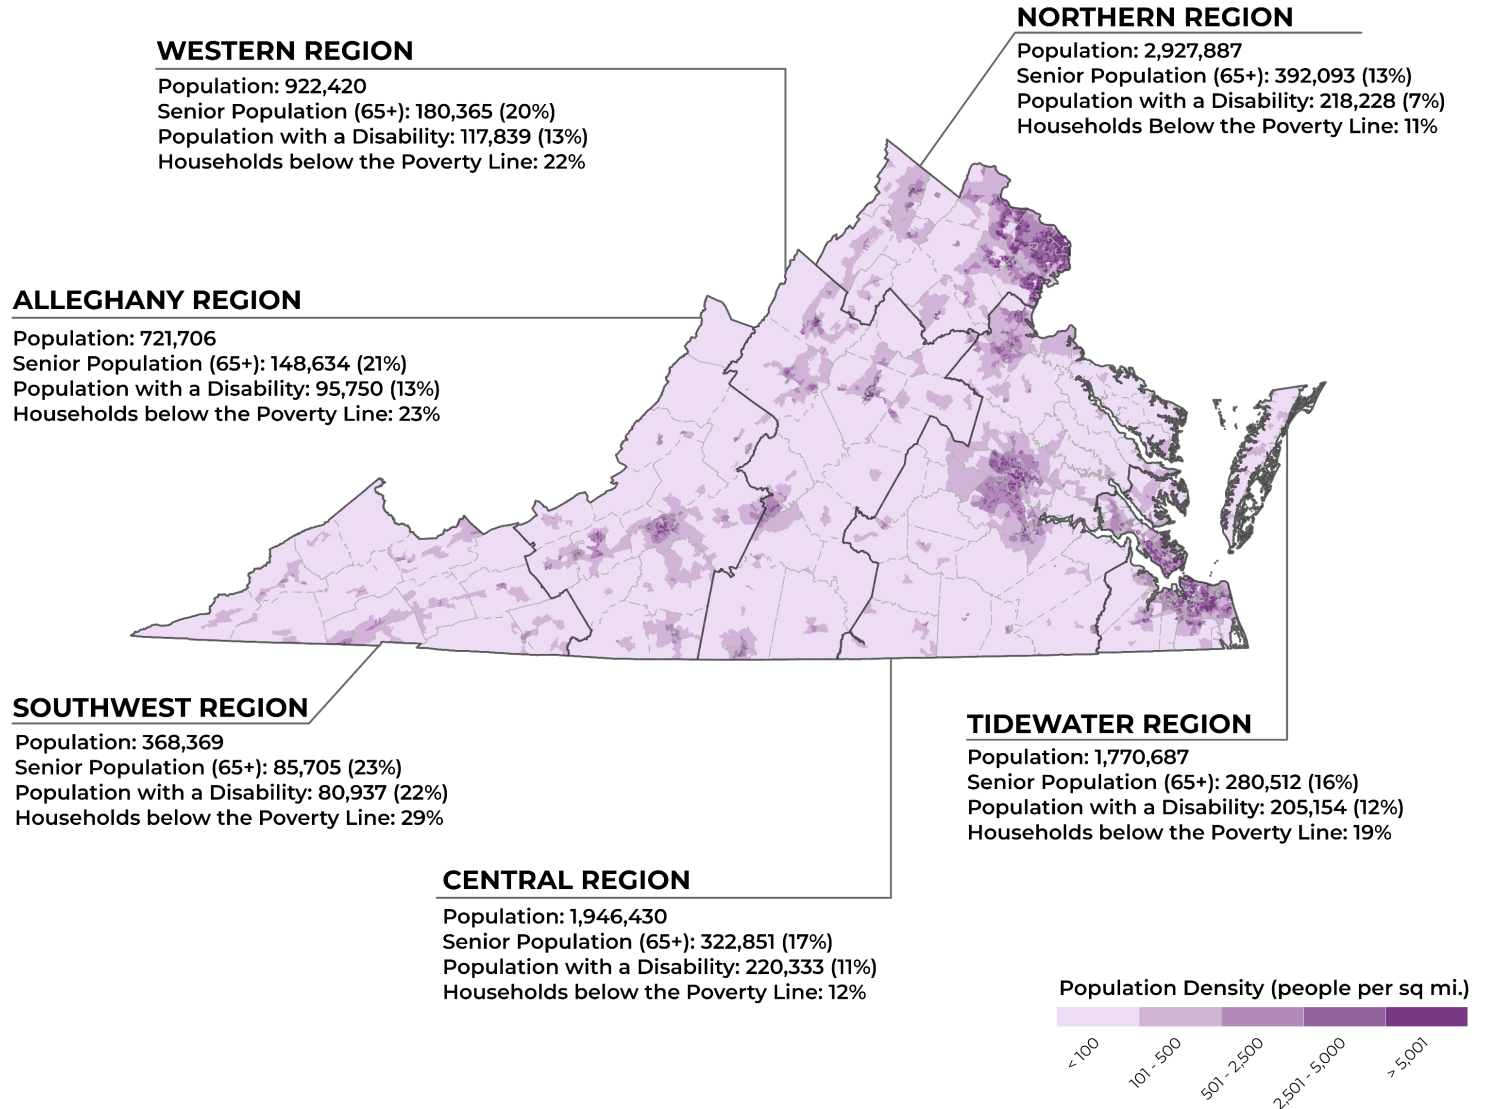 NORTHERN REGION
Population: 2,927,887
Senior Population (65+): 392,093 (13%)
Population with a Disability: 218,228 (7%)
Households Below the Poverty Line: 11%
WESTERN REGION
Population: 922,420
Senior Population (65+): 180,365 (20%)
Population with a Disability: 117,839 (13%)
Households below the Poverty Line: 22%
ALLEGHANY REGION
Population: 721,706
Senior Population (65+): 148,634 (21%)
Population with a Disability: 95,750 (13%)
Households below the Poverty Line: 23%
SOUTHWEST REGION
Population: 368,369
Senior Population (65+): 85,705 (23%)
Population with a Disability: 80,937 (22%)
Households below the Poverty Line: 29%
TIDEWATER REGION
Population: 1,770,687
Senior Population (65+): 280,512 (16%)
Population with a Disability: 205,154 (12%)
Households below the Poverty Line: 19%
CENTRAL REGION
Population: 1,946,430
Senior Population (65+): 322,851 (17%)
Population with a Disability: 220,333 (11%)
Households below the Poverty Line: 12%
Population Density (people per sq mi.)
< 100
101 - 500
501 - 2,500
2,501 - 5,000
> 5,001